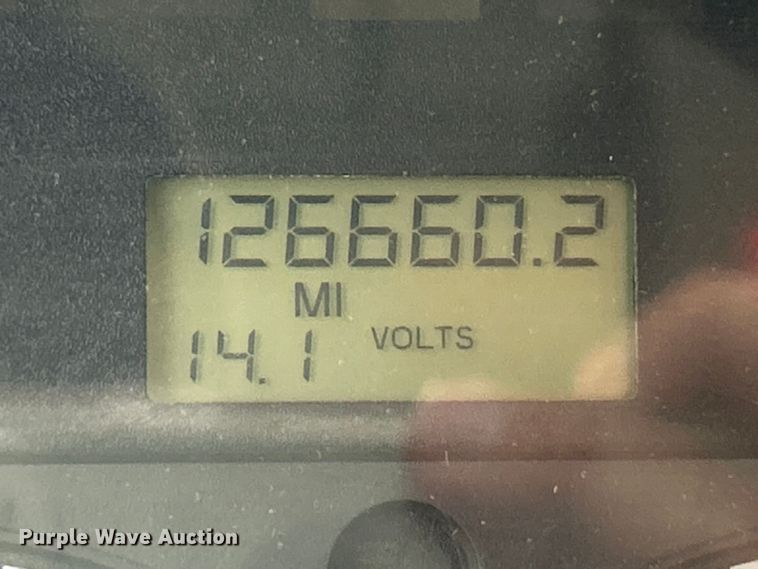 126660.2
MI
14.1 VOLTS
Purple Wave Auction